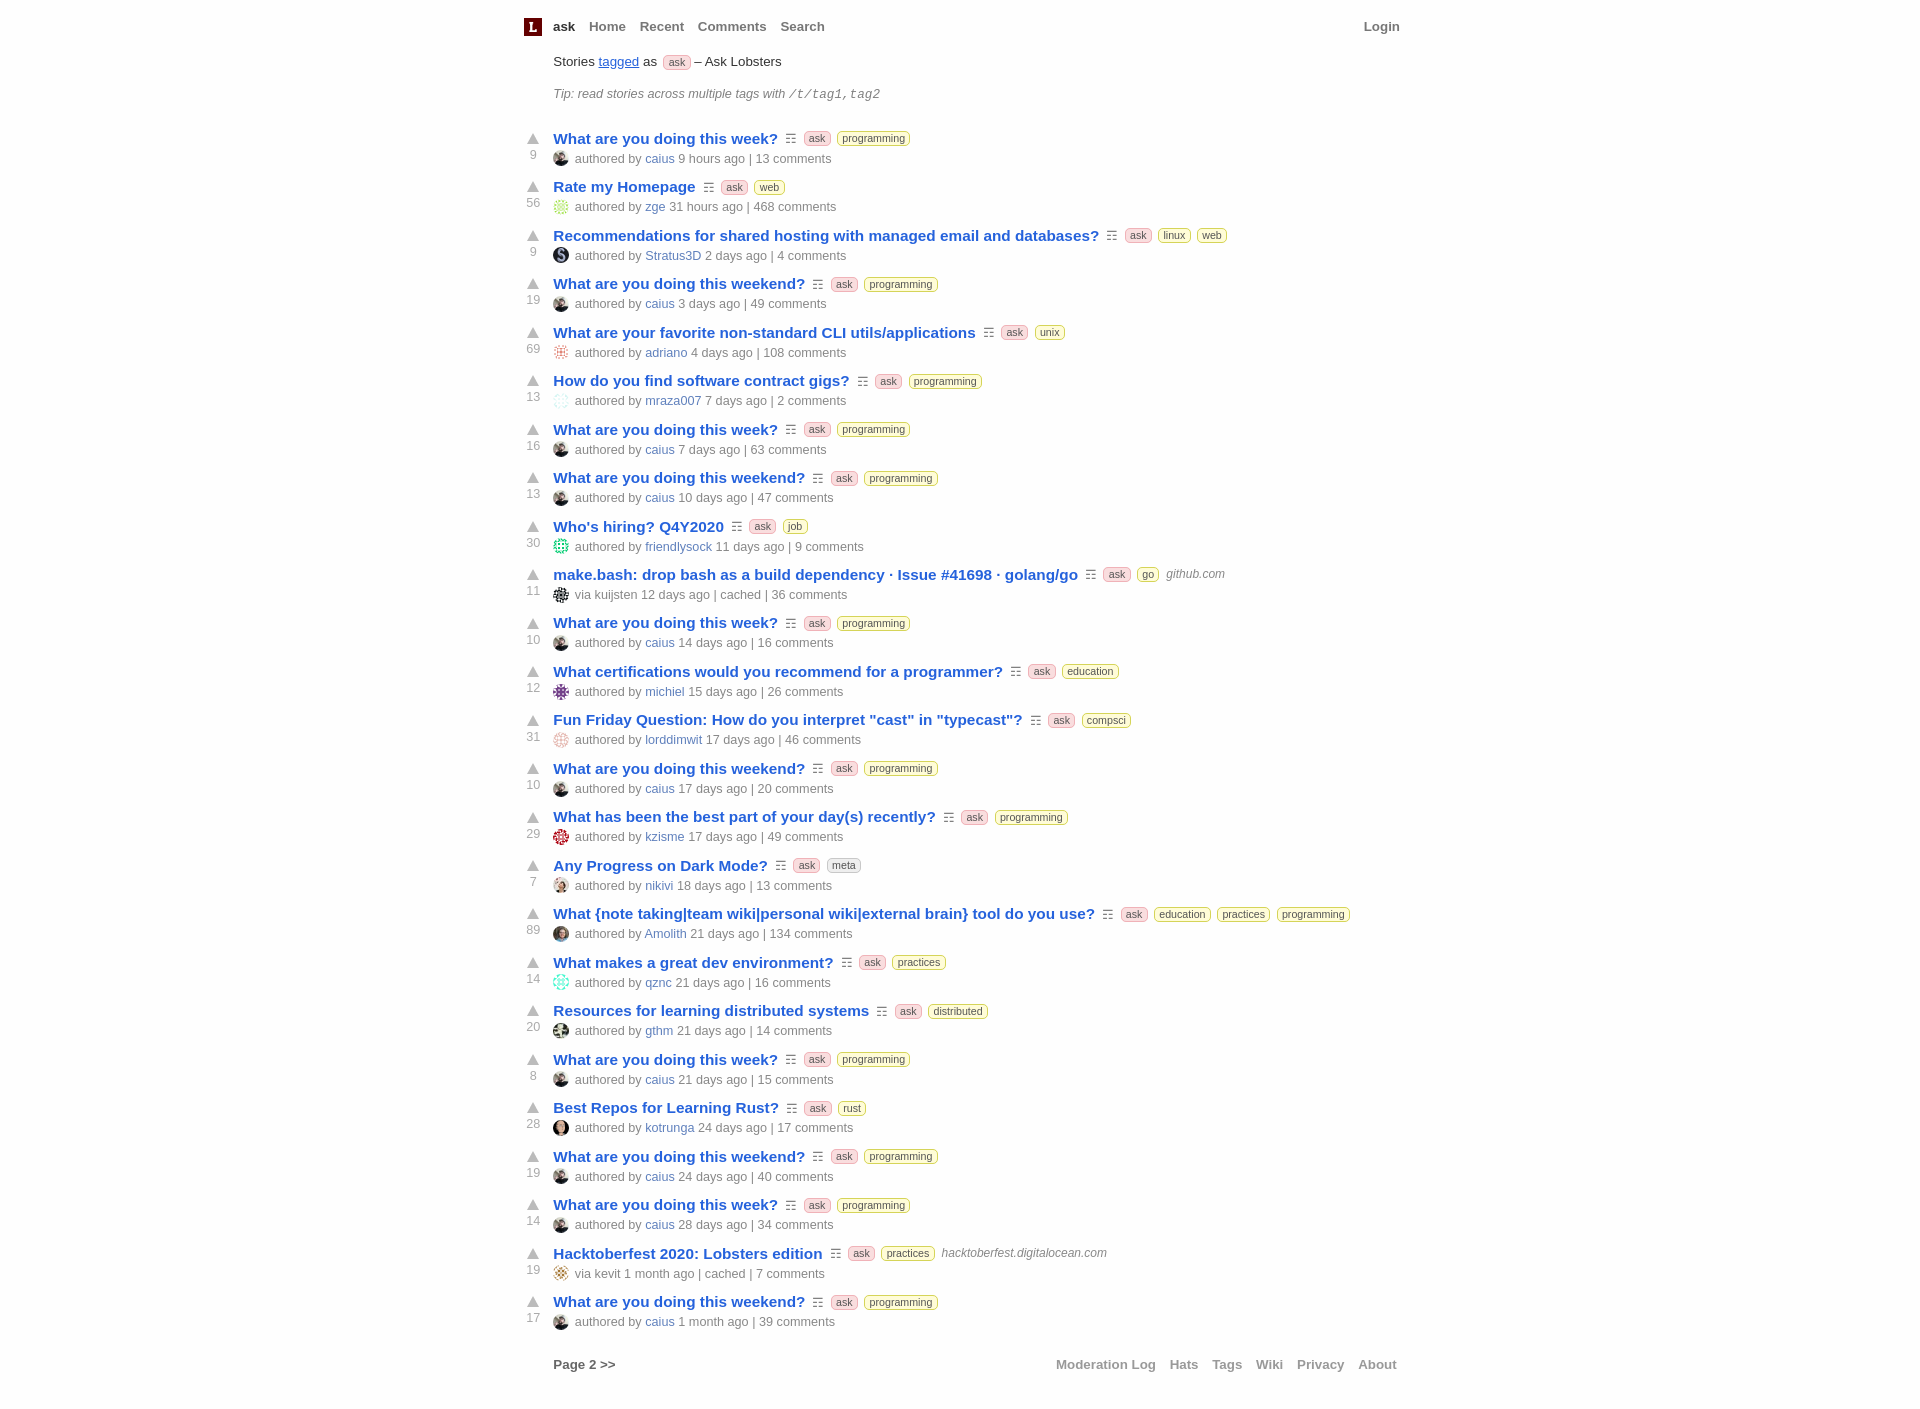 L ask Home Recent Comments Search Login
Stories tagged as ask – Ask Lobsters
Tip: read stories across multiple tags with /t/tag1,tag2
What are you doing this week? ☶ ask programming
9 authored by caius 9 hours ago | 13 comments
Rate my Homepage ☶ ask web
56 authored by zge 31 hours ago | 468 comments
Recommendations for shared hosting with managed email and databases? ☶ ask linux web
9 authored by Stratus3D 2 days ago | 4 comments
What are you doing this weekend? ☶ ask programming
19 authored by caius 3 days ago | 49 comments
What are your favorite non-standard CLI utils/applications ☶ ask unix
69 authored by adriano 4 days ago | 108 comments
How do you find software contract gigs? ☶ ask programming
13 authored by mraza007 7 days ago | 2 comments
What are you doing this week? ☶ ask programming
16 authored by caius 7 days ago | 63 comments
What are you doing this weekend? ☶ ask programming
13 authored by caius 10 days ago | 47 comments
Who's hiring? Q4Y2020 ☶ ask job
30 authored by friendlysock 11 days ago | 9 comments
make.bash: drop bash as a build dependency · Issue #41698 · golang/go ☶ ask go github.com
11 via kuijsten 12 days ago | cached | 36 comments
What are you doing this week? ☶ ask programming
10 authored by caius 14 days ago | 16 comments
What certifications would you recommend for a programmer? ☶ ask education
12 authored by michiel 15 days ago | 26 comments
Fun Friday Question: How do you interpret "cast" in "typecast"? ☶ ask compsci
31 authored by lorddimwit 17 days ago | 46 comments
What are you doing this weekend? ☶ ask programming
10 authored by caius 17 days ago | 20 comments
What has been the best part of your day(s) recently? ☶ ask programming
29 authored by kzisme 17 days ago | 49 comments
Any Progress on Dark Mode? ☶ ask meta
7 authored by nikivi 18 days ago | 13 comments
What {note taking|team wiki|personal wiki|external brain} tool do you use? ☶ ask education practices programming
89 authored by Amolith 21 days ago | 134 comments
What makes a great dev environment? ☶ ask practices
14 authored by qznc 21 days ago | 16 comments
Resources for learning distributed systems ☶ ask distributed
20 authored by gthm 21 days ago | 14 comments
What are you doing this week? ☶ ask programming
8 authored by caius 21 days ago | 15 comments
Best Repos for Learning Rust? ☶ ask rust
28 authored by kotrunga 24 days ago | 17 comments
What are you doing this weekend? ☶ ask programming
19 authored by caius 24 days ago | 40 comments
What are you doing this week? ☶ ask programming
14 authored by caius 28 days ago | 34 comments
Hacktoberfest 2020: Lobsters edition ☶ ask practices hacktoberfest.digitalocean.com
19 via kevit 1 month ago | cached | 7 comments
What are you doing this weekend? ☶ ask programming
17 authored by caius 1 month ago | 39 comments
Page 2 >> Moderation Log Hats Tags Wiki Privacy About